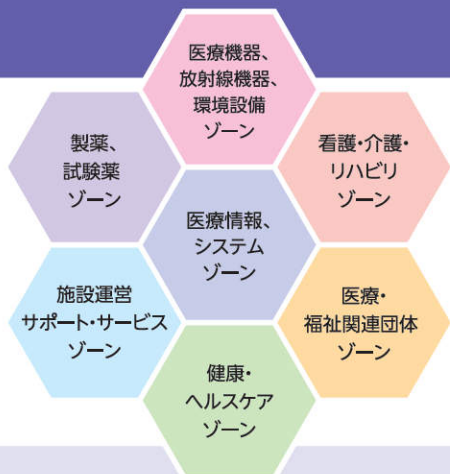 医療機器、
放射線機器、
環境設備
ゾーン
製薬、
試験薬
ゾーン
看護・介護・
リハビリ
ゾーン
医療情報、
システム
ゾーン
施設運営
サポート・サービス
ゾーン
医療・
福祉関連団体
ゾーン
健康・
ヘルスケア
ゾーン